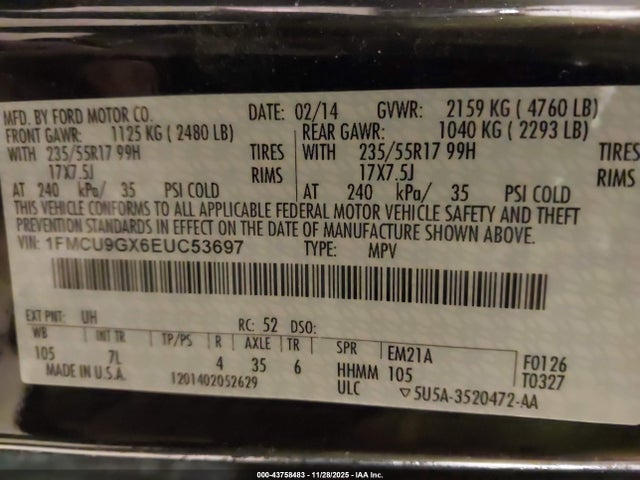 MFD. BY FORD MOTOR CO. DATE: 02/14 GVWR: 2159 KG ( 4760 LB)
FRONT GAWR: 1125 KG ( 2480 LB) REAR GAWR: 1040 KG ( 2293 LB)
WITH 235/55R17 99H TIRES WITH 235/55R17 99H TIRES
17X7.5J RIMS 17X7.5J RIMS
AT 240 kPa/ 35 PSI COLD AT 240 kPa/ 35 PSI COLD
THIS VEHICLE CONFORMS TO ALL APPLICABLE FEDERAL MOTOR VEHICLE SAFETY AND THEFT
PREVENTION STANDARDS IN EFFECT ON THE DATE OF MANUFACTURE SHOWN ABOVE.
VIN: 1FMCU9GX6EUC53697 TYPE: MPV
EXT PNT: UH RC: 52 DSO:
WB INT TR TP/PS R AXLE TR SPR EM21A F0126
105 7L 4 35 6 HHMM 105 T0327
MADE IN U.S.A. 1201402052629 ULC ▽5U5A-3520472-AA
000-43758483 - 11/28/2025 - IAA Inc.